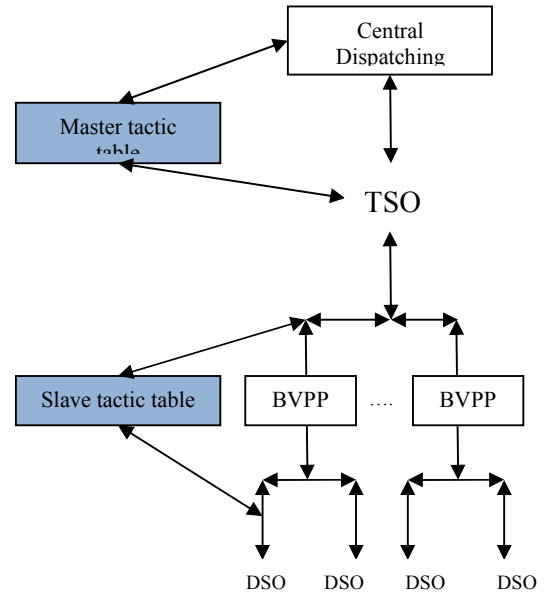 Central
Dispatching
Master tactic
table
TSO
Slave tactic table
BVPP
....
BVPP
DSO
DSO
DSO
DSO